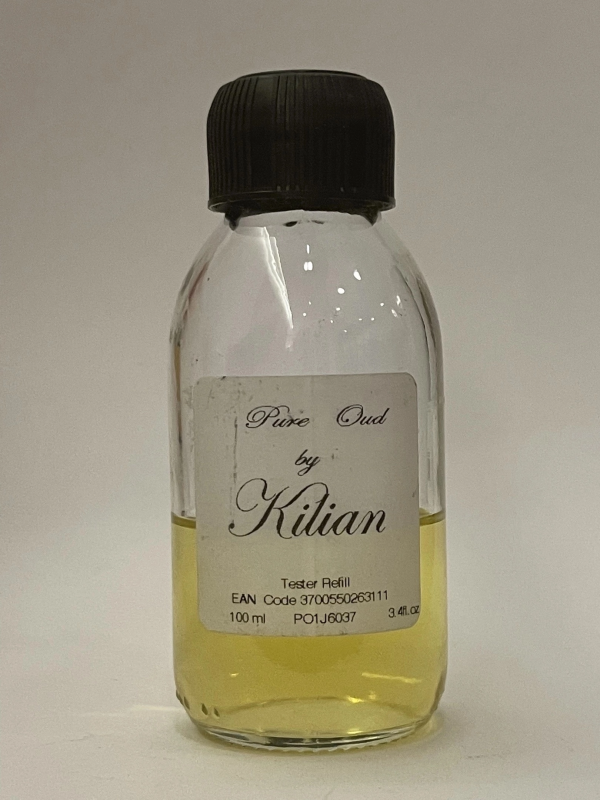 Pure Oud
by
Kilian
Tester Refill
EAN Code 3700550263111
100 ml PO1J6037 3.4fl.oz